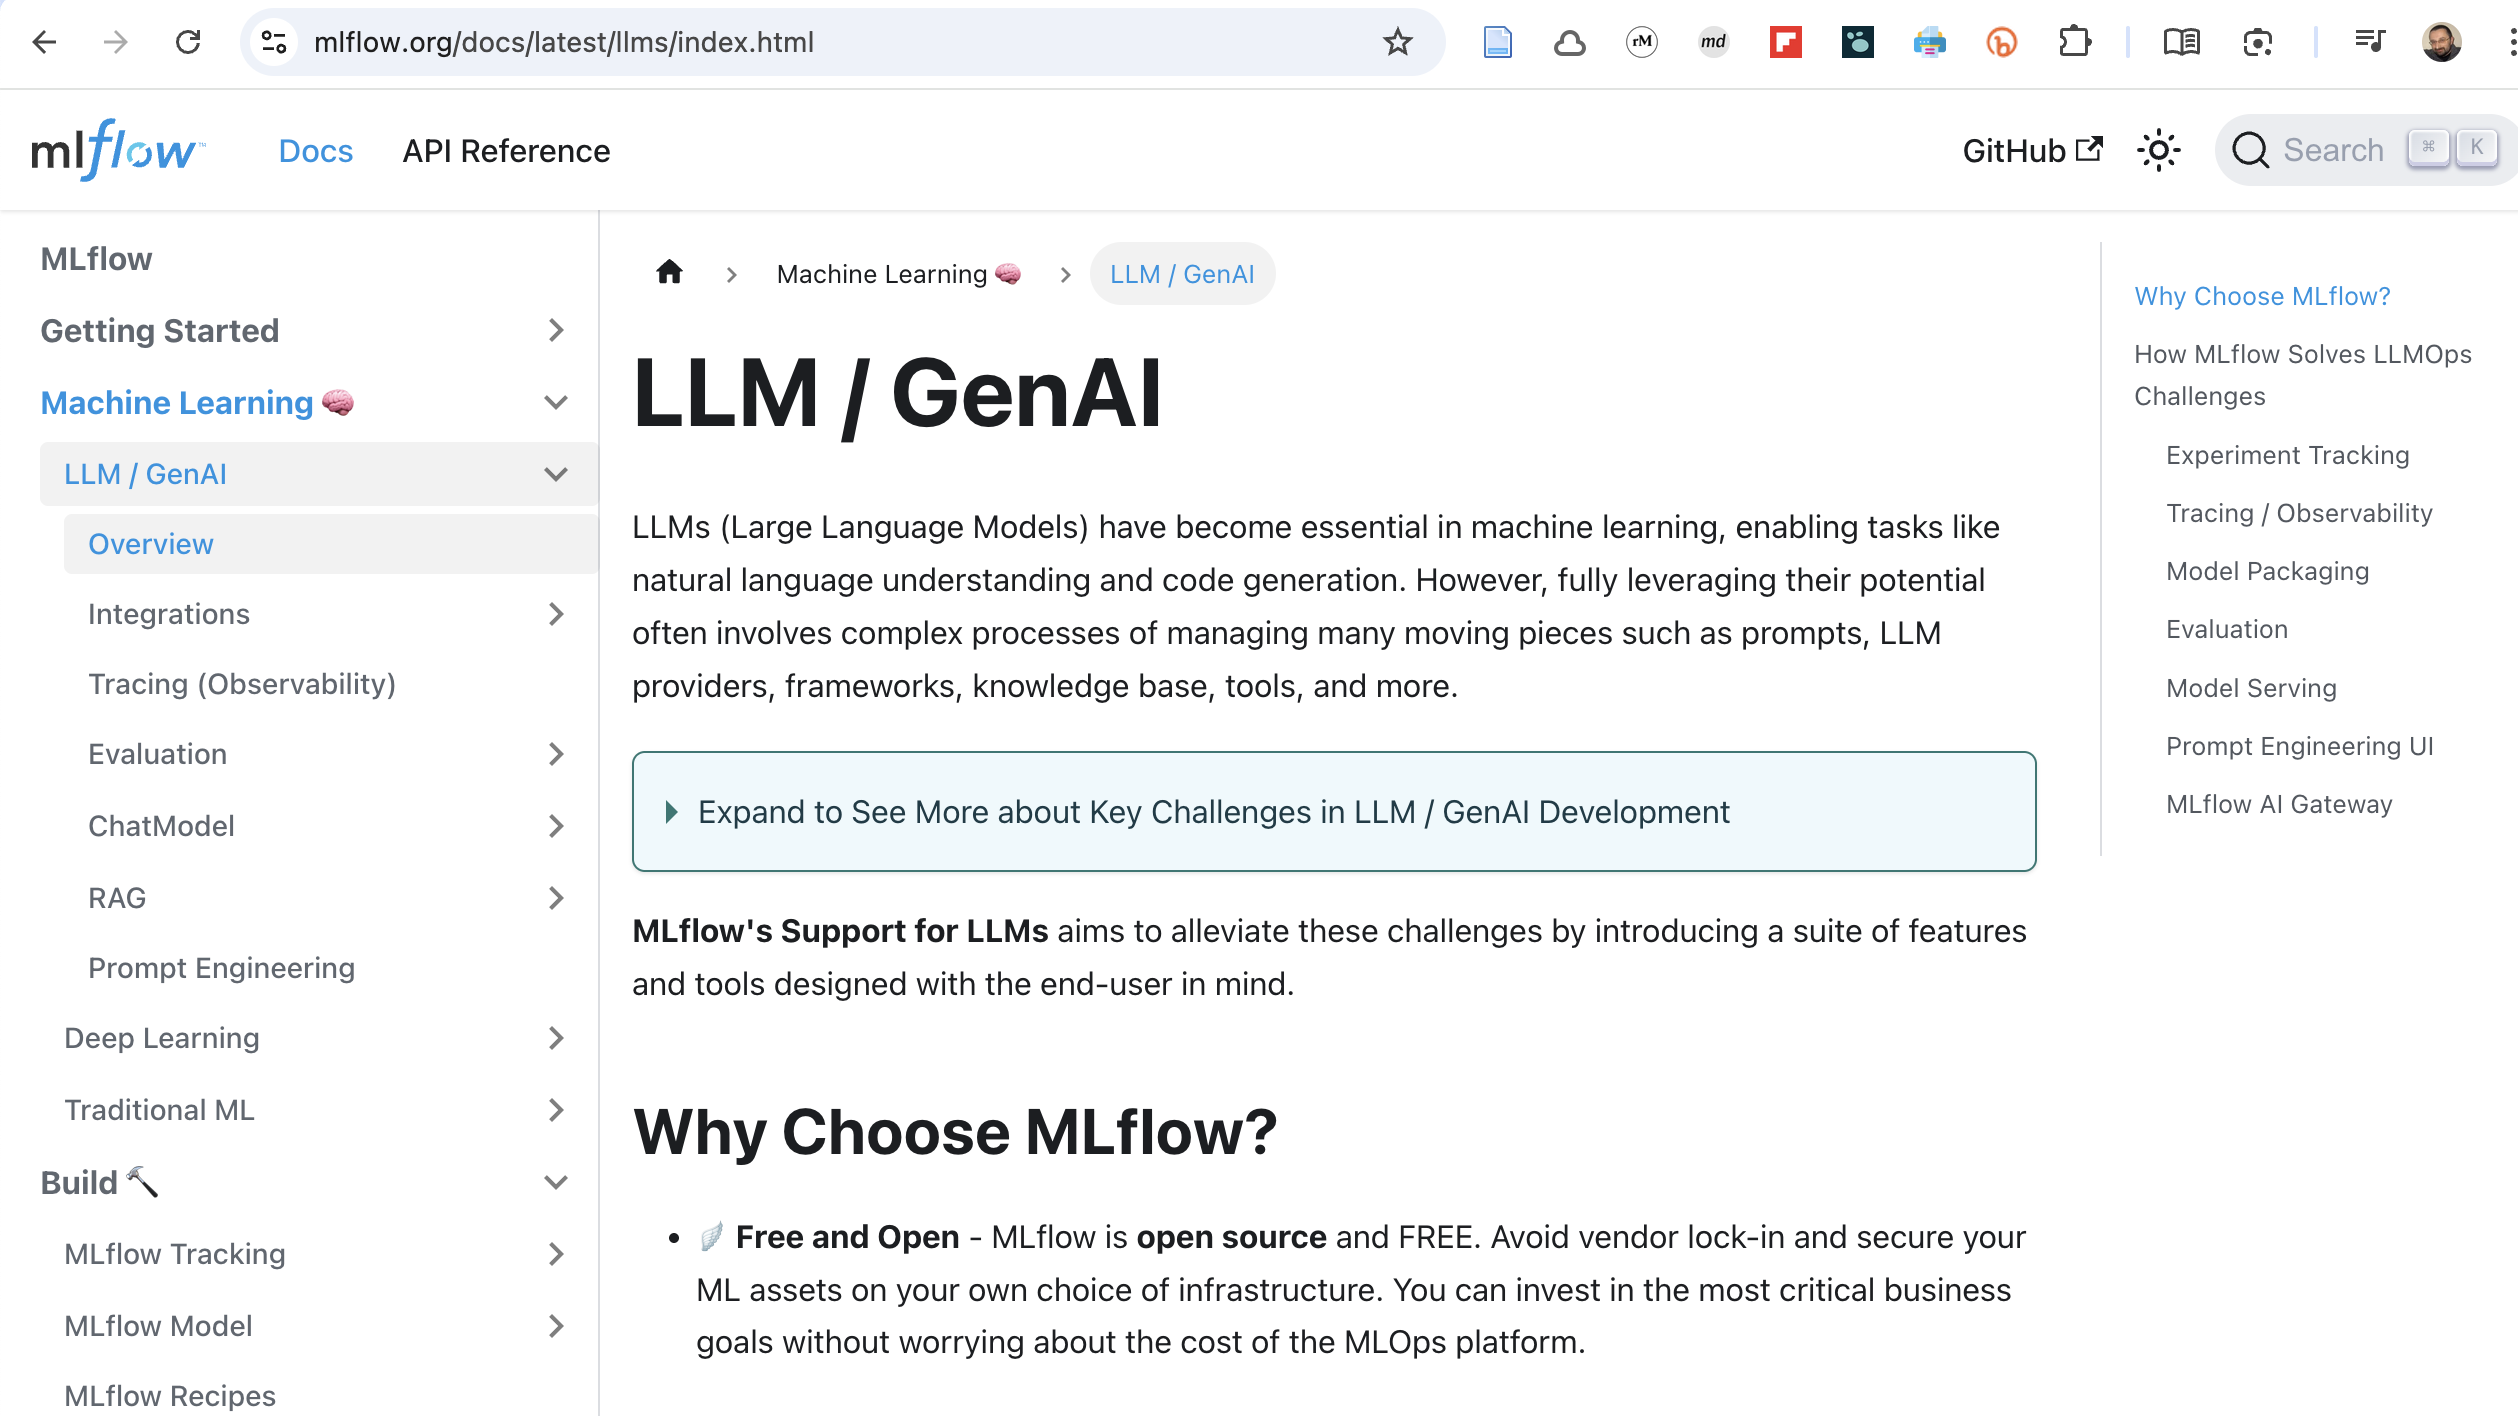 mlflow.org/docs/latest/llms/index.html
rM
md
mlflow™
Docs
API Reference
GitHub
Search
⌘
K
MLflow
Getting Started
Machine Learning 🧠
LLM / GenAI
Overview
Integrations
Tracing (Observability)
Evaluation
ChatModel
RAG
Prompt Engineering
Deep Learning
Traditional ML
Build 🔨
MLflow Tracking
MLflow Model
MLflow Recipes
Machine Learning 🧠 › LLM / GenAI
LLM / GenAI
LLMs (Large Language Models) have become essential in machine learning, enabling tasks like
natural language understanding and code generation. However, fully leveraging their potential
often involves complex processes of managing many moving pieces such as prompts, LLM
providers, frameworks, knowledge base, tools, and more.
Expand to See More about Key Challenges in LLM / GenAI Development
MLflow's Support for LLMs aims to alleviate these challenges by introducing a suite of features
and tools designed with the end-user in mind.
Why Choose MLflow?
• 🪽 Free and Open - MLflow is open source and FREE. Avoid vendor lock-in and secure your
ML assets on your own choice of infrastructure. You can invest in the most critical business
goals without worrying about the cost of the MLOps platform.
Why Choose MLflow?
How MLflow Solves LLMOps
Challenges
Experiment Tracking
Tracing / Observability
Model Packaging
Evaluation
Model Serving
Prompt Engineering UI
MLflow AI Gateway